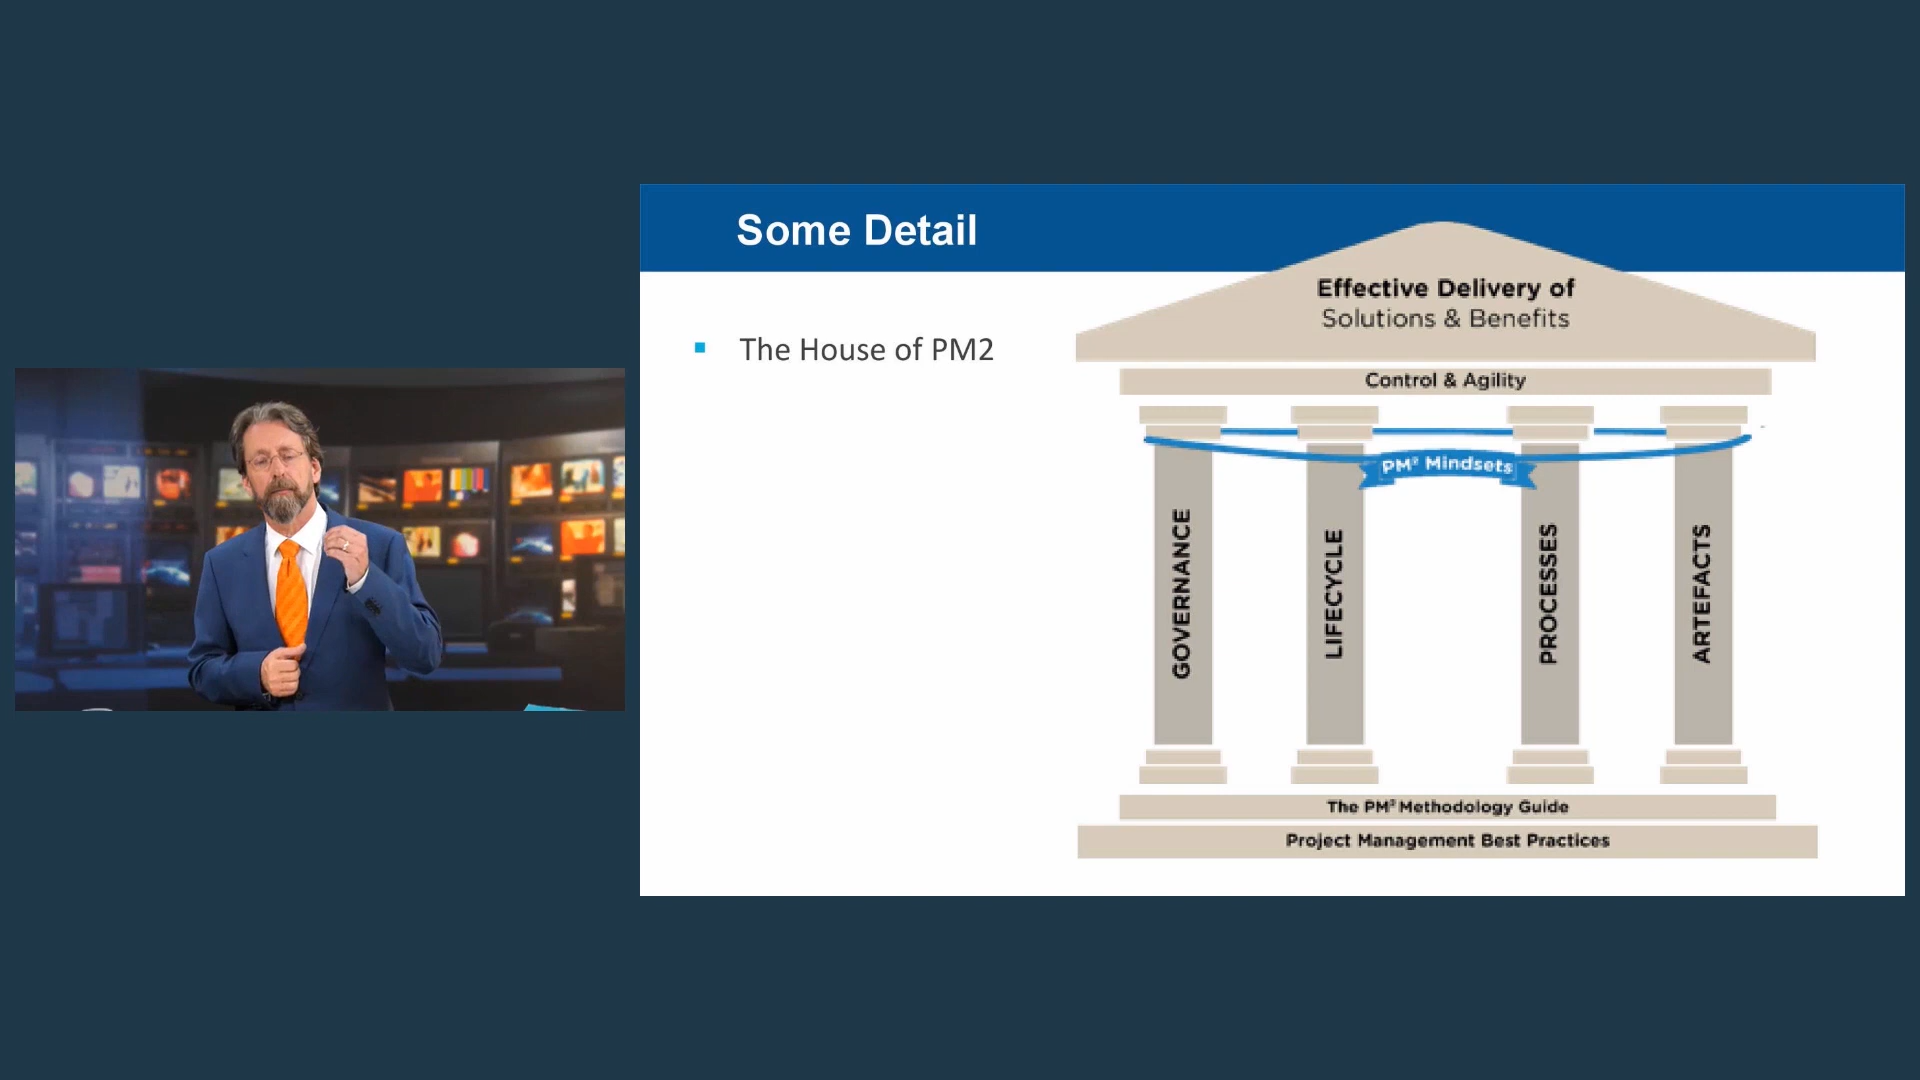 Some Detail
The House of PM2
Effective Delivery of
Solutions & Benefits
Control & Agility
PM² Mindsets
GOVERNANCE
LIFECYCLE
PROCESSES
ARTEFACTS
The PM² Methodology Guide
Project Management Best Practices